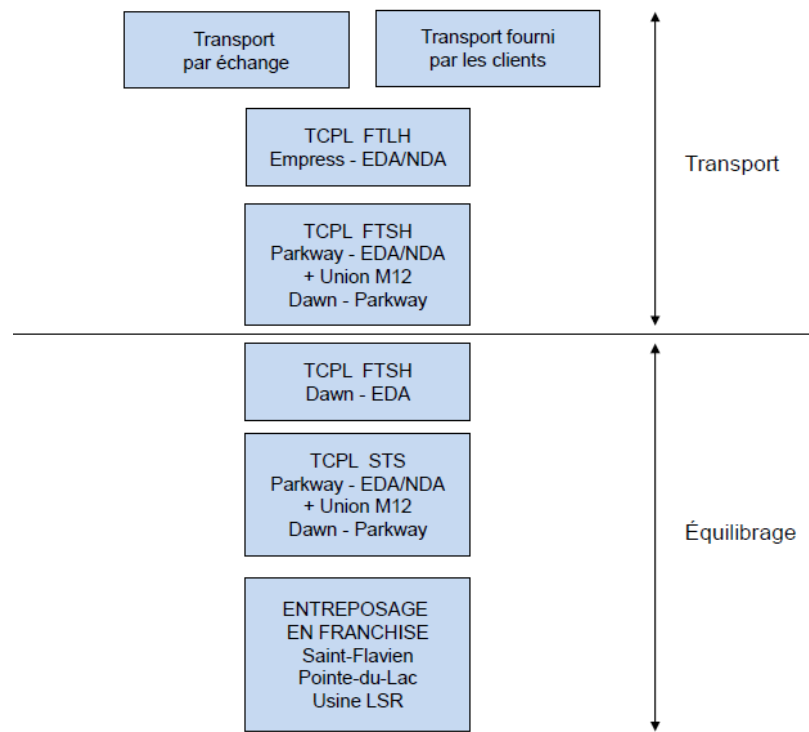 Transport
par échange
Transport fourni
par les clients
TCPL  FTLH
Empress - EDA/NDA
Transport
TCPL  FTSH
Parkway - EDA/NDA
+ Union M12
Dawn - Parkway
TCPL  FTSH
Dawn - EDA
TCPL  STS
Parkway - EDA/NDA
+ Union M12
Dawn - Parkway
Équilibrage
ENTREPOSAGE
EN FRANCHISE
Saint-Flavien
Pointe-du-Lac
Usine LSR